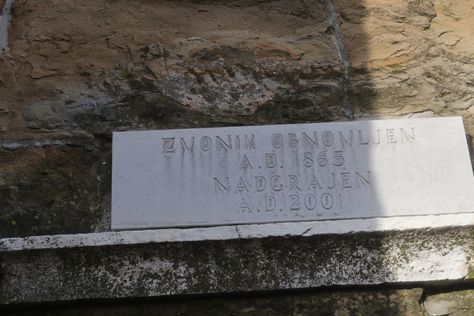 ZVONIK OBNOVLJEN
A.D. 1865
NADGRAJEN
A.D. 2001